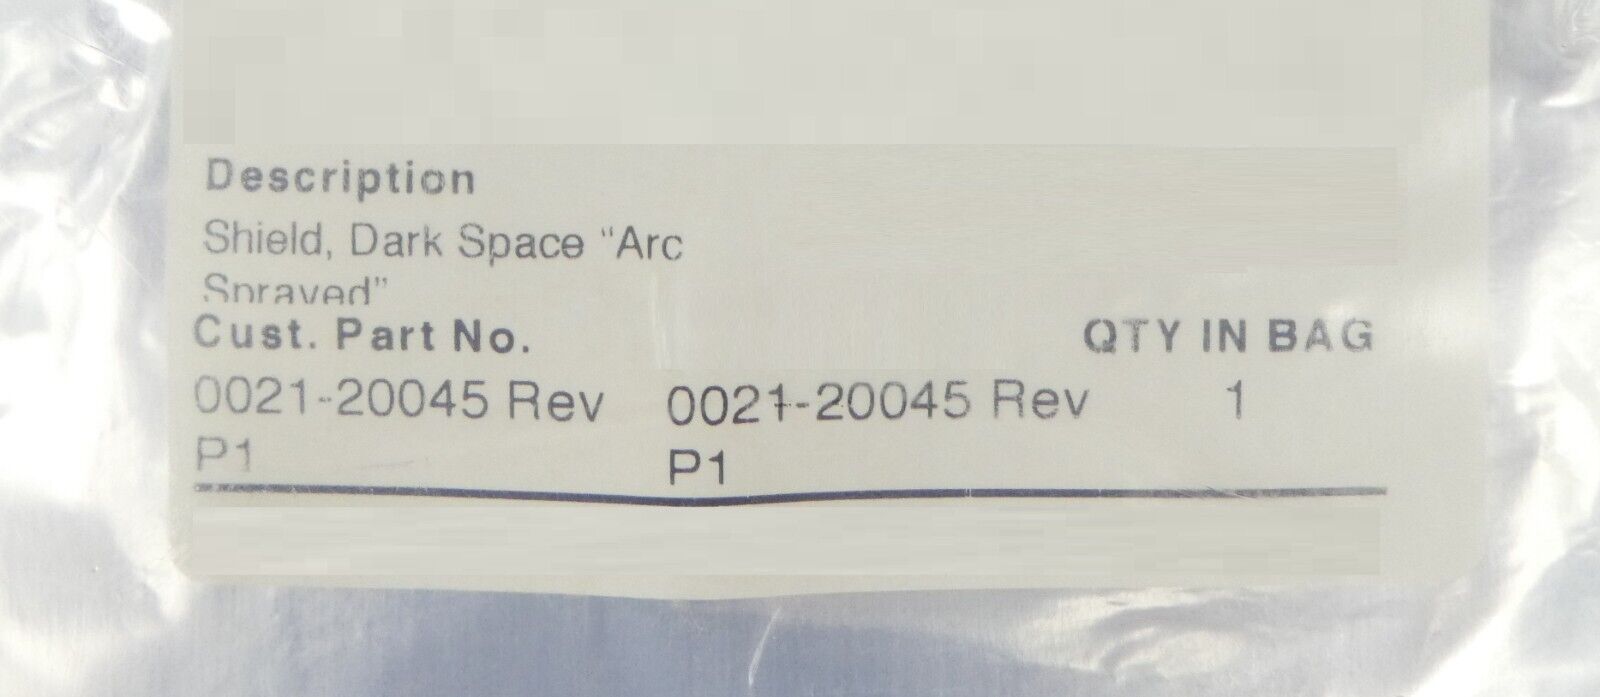 Description
Shield, Dark Space "Arc
Sprayed"
Cust. Part No. QTY IN BAG
0021-20045 Rev 0021-20045 Rev 1
P1 P1